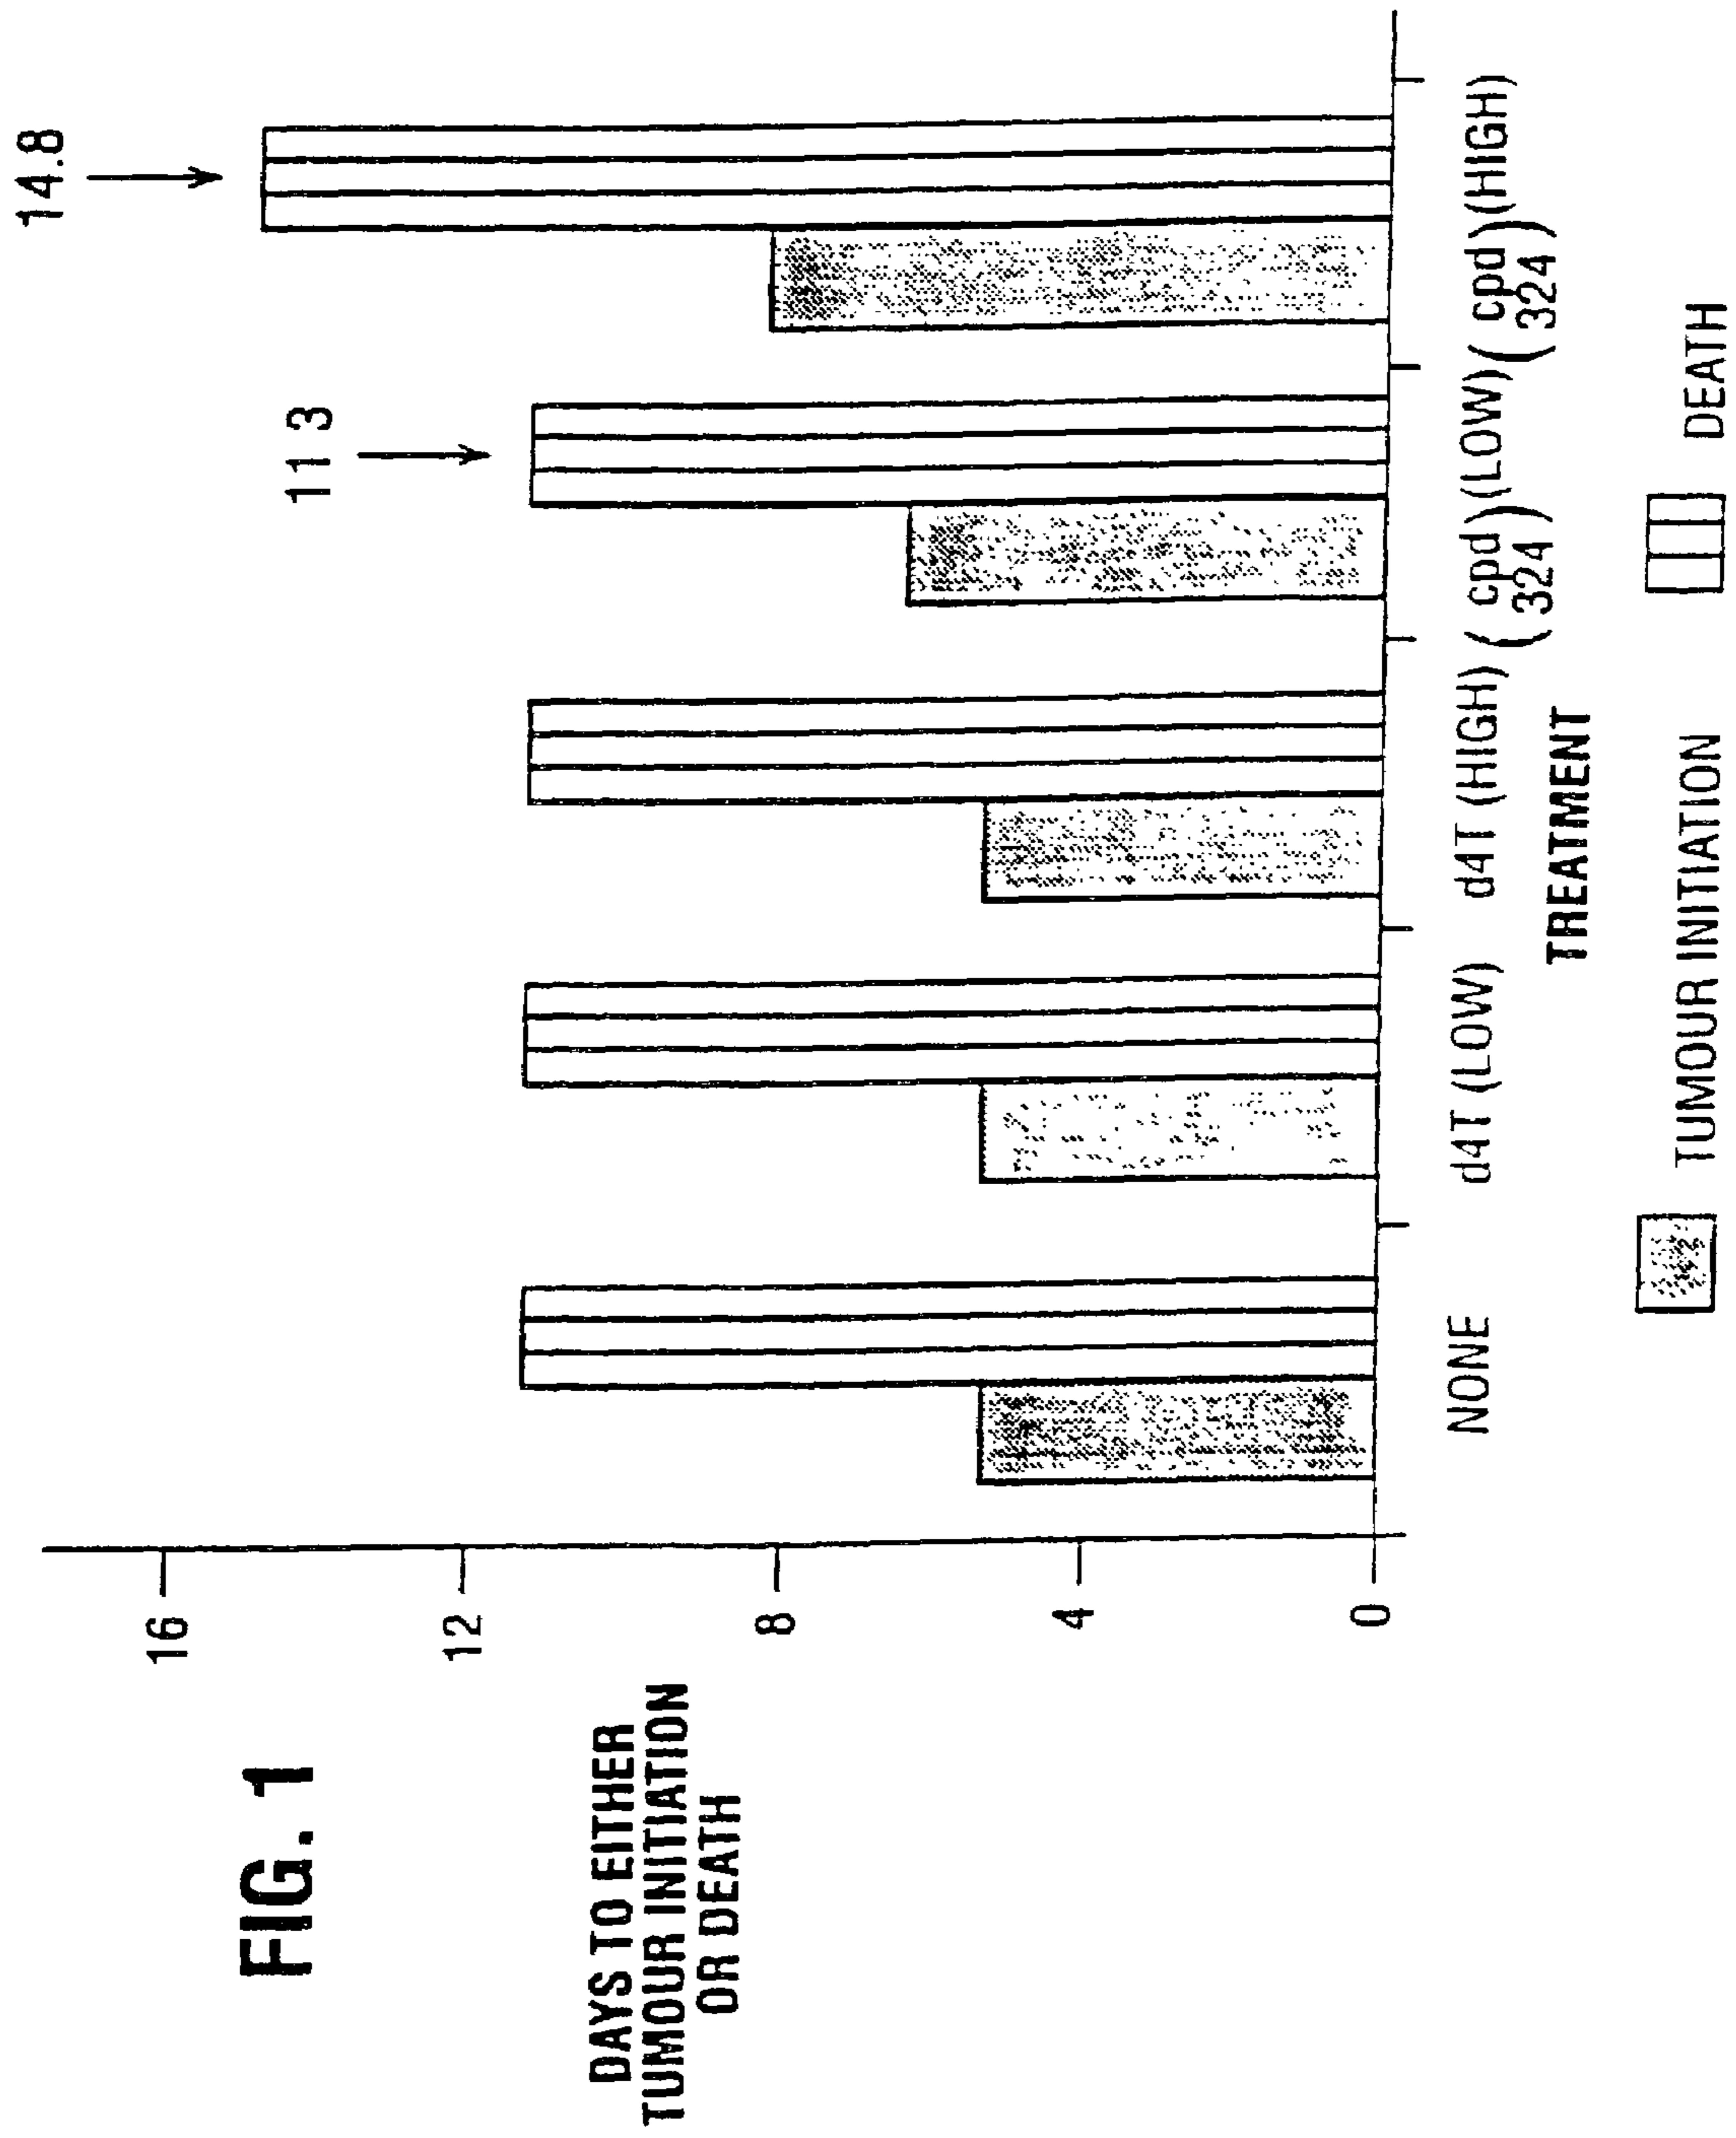 FIG. 1
14.8
11 3
DAYS TO EITHER
TUMOUR INITIATION
OR DEATH
16
12
8
4
0
NONE
d4T (LOW)
d4T (HIGH)
( cpd ) (LOW)
( 324 )
( cpd ) (HIGH)
( 324 )
TREATMENT
TUMOUR INITIATION
DEATH